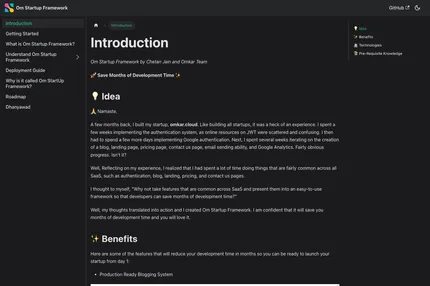 Om Startup Framework
GitHub
Introduction
Getting Started
What is Om Startup Framework?
Understand Om Startup
Framework
Deployment Guide
Why is it called Om StartUp
Framework?
Roadmap
Dhanyawad
Introduction
Introduction
Om Startup Framework by Chetan Jain and Omkar Team
🚀 Save Months of Development Time ✨
💡 Idea
🙏 Namaste,
A few months back, I built my startup, omkar.cloud. Like building all startups, it was a heck of an experience. I spent a
few weeks implementing the authentication system, as online resources on JWT were scattered and confusing. I then
had to spend a few more days implementing Google Authentication. Next, I spent several weeks iterating on the creation
of a blog, landing page, pricing page, contact us page, email sending ability, and Google Analytics. Fairly obvious
progress. Isn't it?
Well, Reflecting on my experience, I realized that I had spent a lot of time doing things that are fairly common across all
SaaS, such as authentication, blog, landing, pricing, and contact us pages.
I thought to myself, "Why not take features that are common across SaaS and present them into an easy-to-use
framework so that developers can save months of development time?"
Well, my thoughts translated into action and I created Om Startup Framework. I am confident that it will save you
months of development time and you will love it.
✨ Benefits
Here are some of the features that will reduce your development time in months so you can be ready to launch your
startup from day 1:
• Production Ready Blogging System
💡 Idea
✨ Benefits
Technologies
Pre-Requisite Knowledge